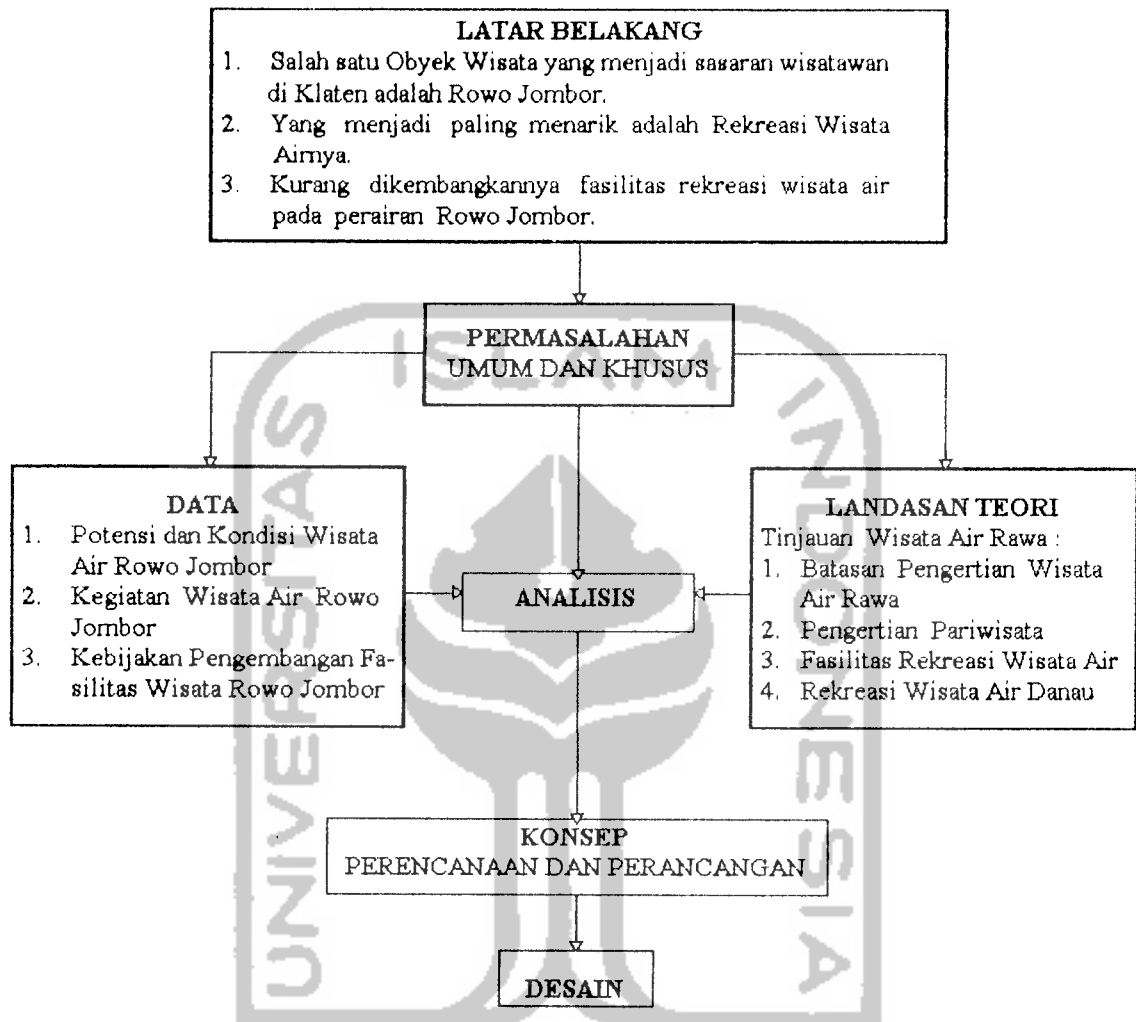 LATAR BELAKANG
1. Salah satu Obyek Wisata yang menjadi sasaran wisatawan
di Klaten adalah Rowo Jombor.
2. Yang menjadi paling menarik adalah Rekreasi Wisata
Airnya.
3. Kurang dikembangkannya fasilitas rekreasi wisata air
pada perairan Rowo Jombor.
PERMASALAHAN
UMUM DAN KHUSUS
DATA
1. Potensi dan Kondisi Wisata
Air Rowo Jombor
2. Kegiatan Wisata Air Rowo
Jombor
3. Kebijakan Pengembangan Fa-
silitas Wisata Rowo Jombor
ANALISIS
LANDASAN TEORI
Tinjauan Wisata Air Rawa :
1. Batasan Pengertian Wisata
Air Rawa
2. Pengertian Pariwisata
3. Fasilitas Rekreasi Wisata Air
4. Rekreasi Wisata Air Danau
KONSEP
PERENCANAAN DAN PERANCANGAN
DESAIN
UNIVERSITAS
ISLAM
INDONESIA